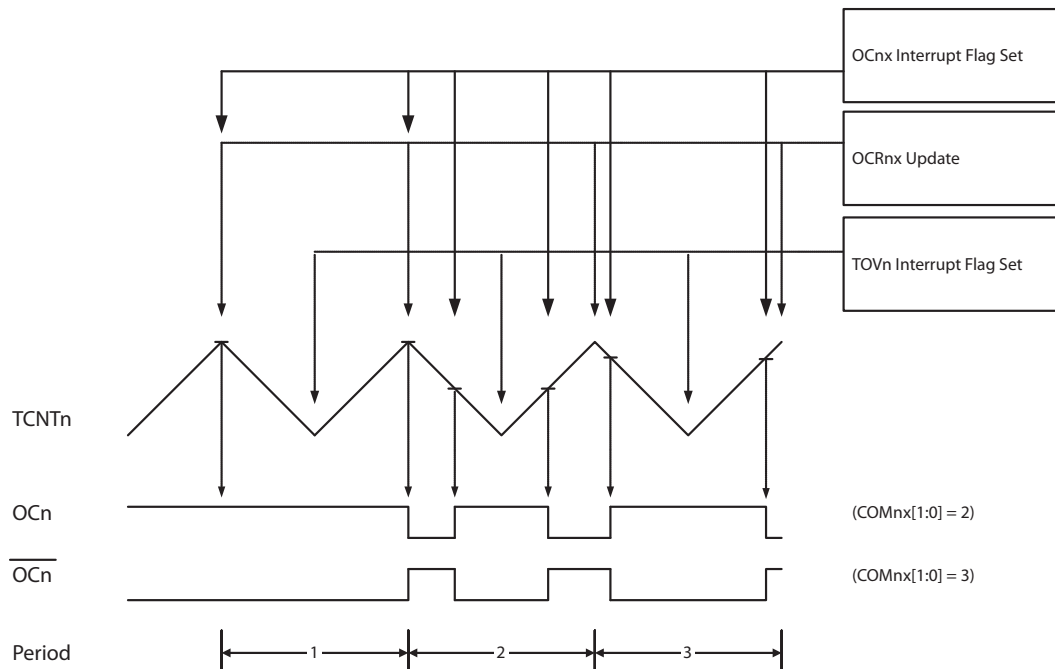 OCnx Interrupt Flag Set
OCRnx Update
TOVn Interrupt Flag Set
TCNTn
OCn
(COMnx[1:0] = 2)
OCn
(COMnx[1:0] = 3)
Period
1
2
3